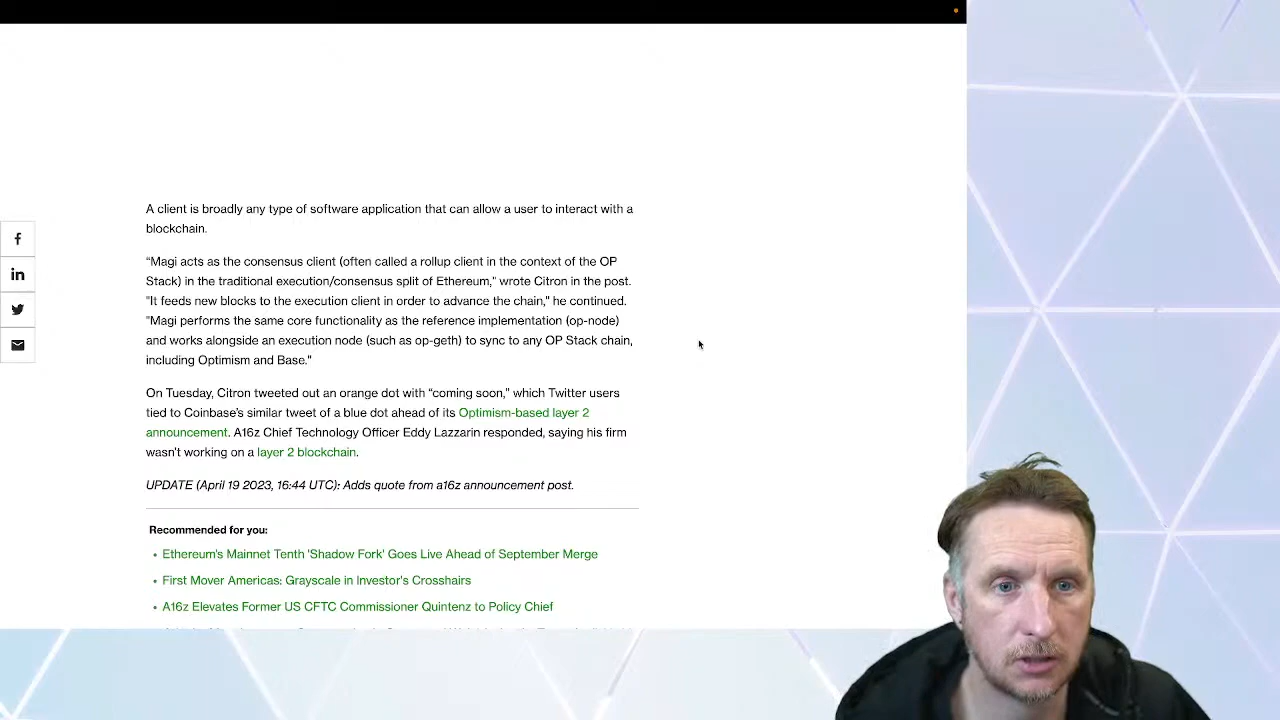 A client is broadly any type of software application that can allow a user to interact with a
blockchain.
“Magi acts as the consensus client (often called a rollup client in the context of the OP
Stack) in the traditional execution/consensus split of Ethereum," wrote Citron in the post.
"It feeds new blocks to the execution client in order to advance the chain," he continued.
"Magi performs the same core functionality as the reference implementation (op-node)
and works alongside an execution node (such as op-geth) to sync to any OP Stack chain,
including Optimism and Base."
On Tuesday, Citron tweeted out an orange dot with “coming soon,” which Twitter users
tied to Coinbase’s similar tweet of a blue dot ahead of its Optimism-based layer 2
announcement. A16z Chief Technology Officer Eddy Lazzarin responded, saying his firm
wasn’t working on a layer 2 blockchain.
UPDATE (April 19 2023, 16:44 UTC): Adds quote from a16z announcement post.
Recommended for you:
• Ethereum's Mainnet Tenth 'Shadow Fork' Goes Live Ahead of September Merge
• First Mover Americas: Grayscale in Investor's Crosshairs
• A16z Elevates Former US CFTC Commissioner Quintenz to Policy Chief